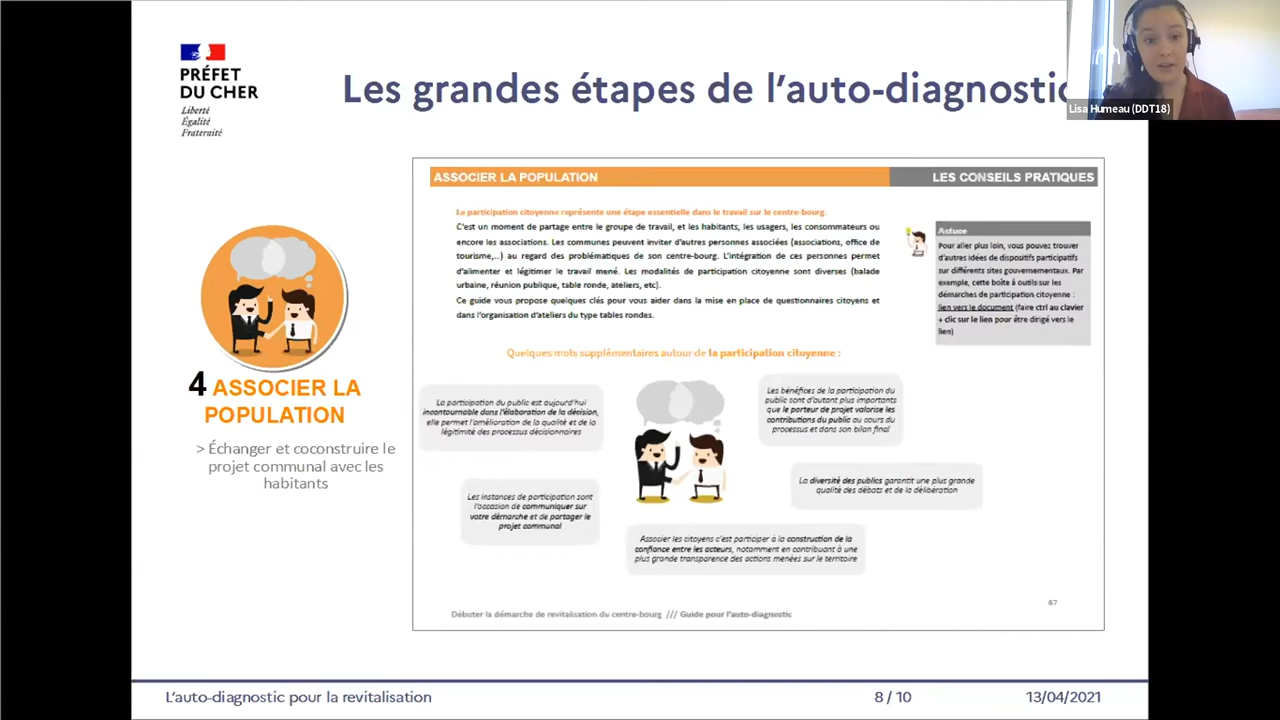 PRÉFET
DU CHER
Liberté
Égalité
Fraternité
Les grandes étapes de l'auto-diagnostic
Lisa Humeau (DDT18)
ASSOCIER LA POPULATION
LES CONSEILS PRATIQUES
La participation citoyenne représente une étape essentielle dans le travail sur le centre-bourg.
C'est un moment de partage entre le groupe de travail, et les habitants, les usagers, les consommateurs ou
encore les associations. Les communes peuvent inviter d'autres personnes associées (associations, office de
tourisme,...) au regard des problématiques de son centre-bourg. L'intégration de ces personnes permet
d'alimenter et légitimer le travail mené. Les modalités de participation citoyenne sont diverses (balade
urbaine, réunion publique, table ronde, ateliers, etc).
Ce guide vous propose quelques clés pour vous aider dans la mise en place de questionnaires citoyens et
dans l'organisation d'ateliers du type tables rondes.
Astuce
Pour aller plus loin, vous pouvez trouver
d'autres idées de dispositifs participatifs
sur différents sites gouvernementaux. Par
exemple, cette boîte à outils sur les
démarches de participation citoyenne :
lien vers le document (faire ctrl au clavier
+ clic sur le lien pour être dirigé vers le
lien)
Quelques mots supplémentaires autour de la participation citoyenne :
La participation du public est aujourd'hui
incontournable dans l'élaboration de la décision,
elle permet l'amélioration de la qualité et de la
légitimité des processus décisionnaires
Les bénéfices de la participation du
public sont d'autant plus importants
que le porteur de projet valorise les
contributions du public au cours du
processus et dans son bilan final
Les instances de participation sont
l'occasion de communiquer sur
votre démarche et de partager le
projet communal
La diversité des publics garantit une plus grande
qualité des débats et de la délibération
Associer les citoyens c'est participer à la construction de la
confiance entre les acteurs, notamment en contribuant à une
plus grande transparence des actions menées sur le territoire
Débuter la démarche de revitalisation du centre-bourg /// Guide pour l'auto-diagnostic
67
4 ASSOCIER LA
POPULATION
> Échanger et coconstruire le
projet communal avec les
habitants
L'auto-diagnostic pour la revitalisation
8 / 10
13/04/2021